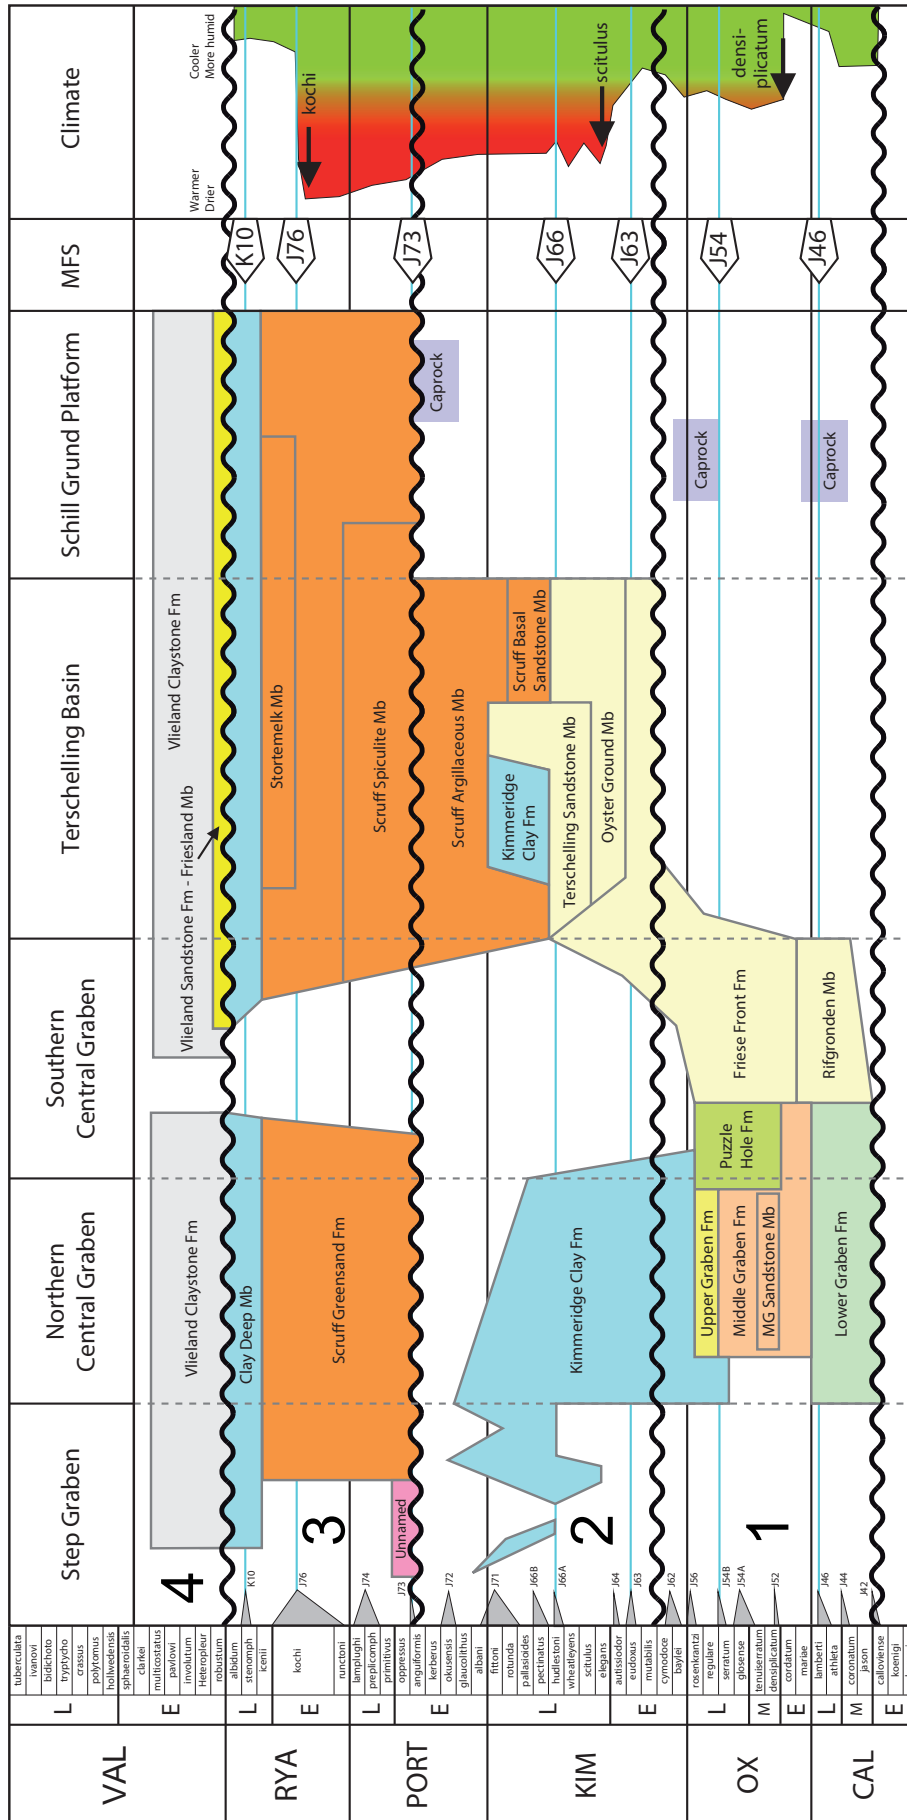 Step Graben
Northern
Central Graben
Southern
Central Graben
Terschelling Basin
Schill Grund Platform
MFS
Climate
Warmer
Drier
Cooler
More humid
VAL
L
E
tuberculata
ivanovi
bidichoto
tryptycho
crassus
polytomus
hollwedensis
sphaeroidalis
clarkei
multicostatus
pavlowi
involutum
Heteropleur
robustum
4
Vlieland Claystone Fm
Vlieland Claystone Fm
Vlieland Sandstone Fm - Friesland Mb
RYA
L
E
albidum
stenomph
icenii
kochi
runctoni
K10
J76
3
Clay Deep Mb
Scruff Greensand Fm
Stortemelk Mb
Scruff Spiculite Mb
K10
J76
kochi
PORT
L
E
lamplughi
preplicomph
primitivus
oppressus
anguiformis
kerberus
okusensis
glaucolithus
albani
J74
J73
J72
Unnamed
Scruff Argillaceous Mb
Caprock
J73
KIM
L
E
fittoni
rotunda
pallasioides
pectinatus
hudlestoni
wheatleyens
scitulus
elegans
autissiodor
eudoxus
mutabilis
cymodoce
baylei
J71
J66B
J66A
J64
J63
J62
2
Kimmeridge Clay Fm
Kimmeridge
Clay Fm
Scruff Basal
Sandstone Mb
Terschelling Sandstone Mb
Oyster Ground Mb
J66
J63
scitulus
OX
L
M
E
rosenkrantzi
regulare
serratum
glosense
tenuiserratum
densiplicatum
cordatum
mariae
J56
J54B
J54A
J52
1
Upper Graben Fm
Middle Graben Fm
MG Sandstone Mb
Puzzle
Hole Fm
Friese Front Fm
Caprock
J54
densi-
plicatum
CAL
L
M
E
lamberti
athleta
coronatum
jason
calloviense
koenigi
J46
J44
J42
Lower Graben Fm
Rifgronden Mb
Caprock
J46